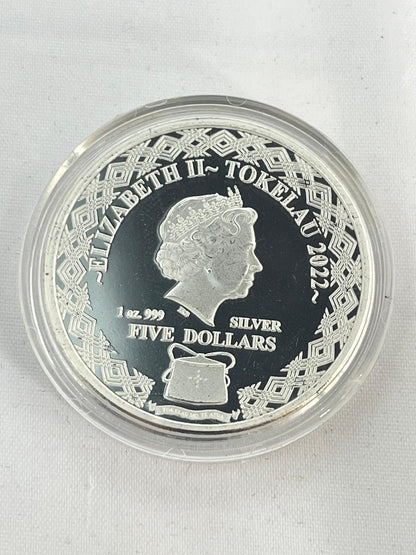 ~ELIZABETH II~ TOKELAU 2022~
1 oz. 999 SILVER
FIVE DOLLARS